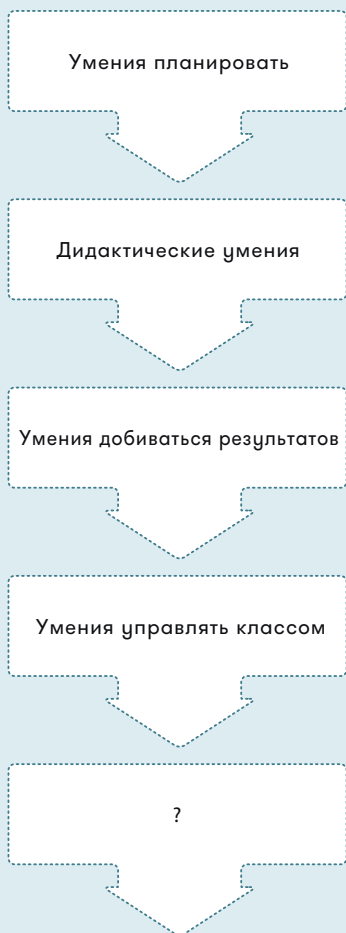 Умения планировать
Дидактические умения
Умения добиваться результатов
Умения управлять классом
?